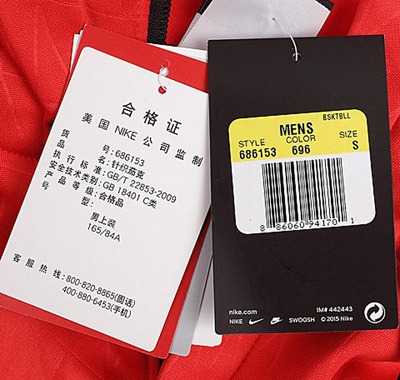 合格证
美国 NIKE 公司监制
货号:686153
品名:针织茄克
执行标准:GB/T 22853-2009
安全技术类别:GB 18401 C类
产品等级:合格品
型:
男上装
165/84A
客服热线:800-820-8865(固话)
400-880-6453(手机)
BSKTBLL
MENS
STYLE COLOR SIZE
686153 696 S
8 86060 94170 1
nike.com IM# 442443
NIKE SWOOSH © 2015 Nike